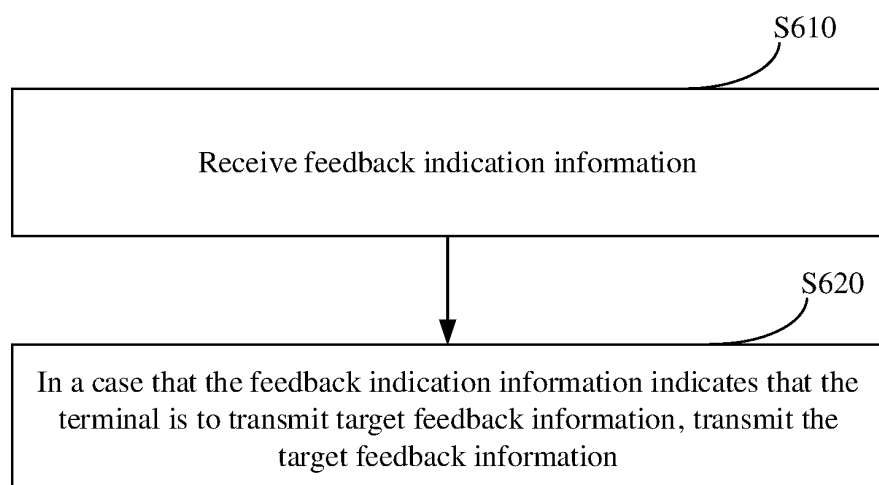 S610
Receive feedback indication information
S620
In a case that the feedback indication information indicates that the
terminal is to transmit target feedback information, transmit the
target feedback information